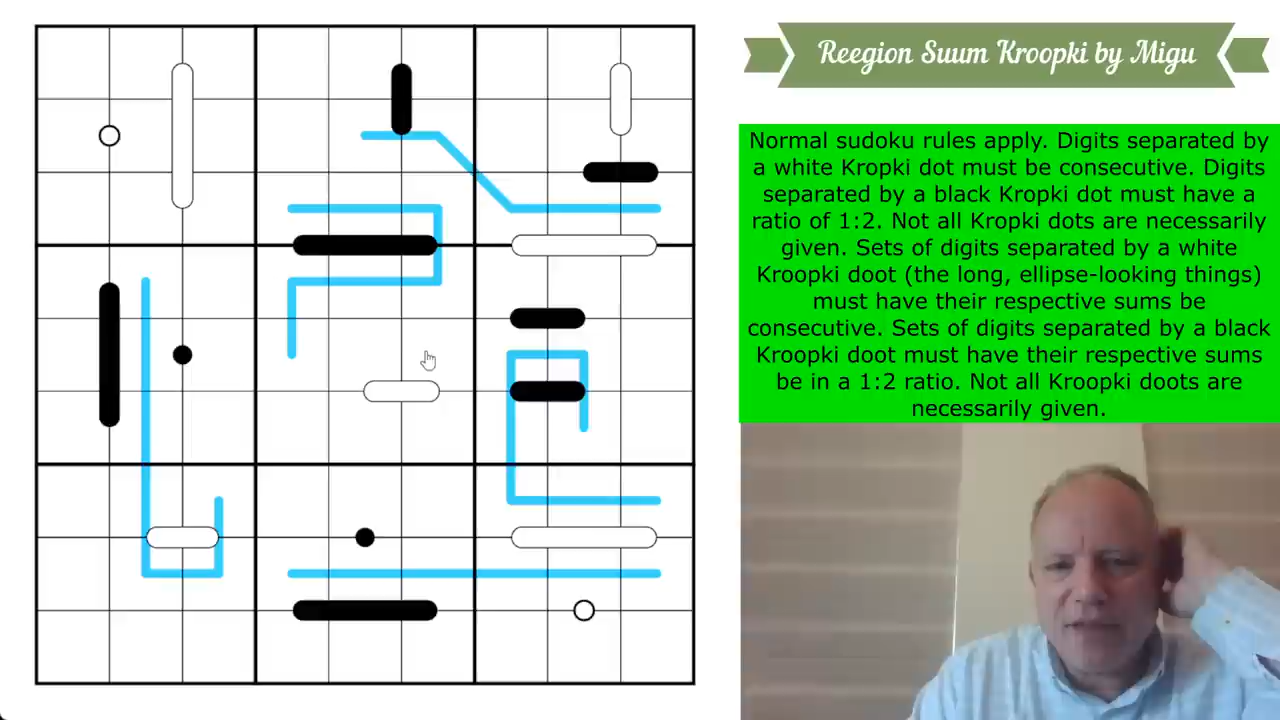 Reegion Suum Kroopki by Migu
Normal sudoku rules apply. Digits separated by
a white Kropki dot must be consecutive. Digits
separated by a black Kropki dot must have a
ratio of 1:2. Not all Kropki dots are necessarily
given. Sets of digits separated by a white
Kroopki doot (the long, ellipse-looking things)
must have their respective sums be
consecutive. Sets of digits separated by a black
Kroopki doot must have their respective sums
be in a 1:2 ratio. Not all Kroopki doots are
necessarily given.